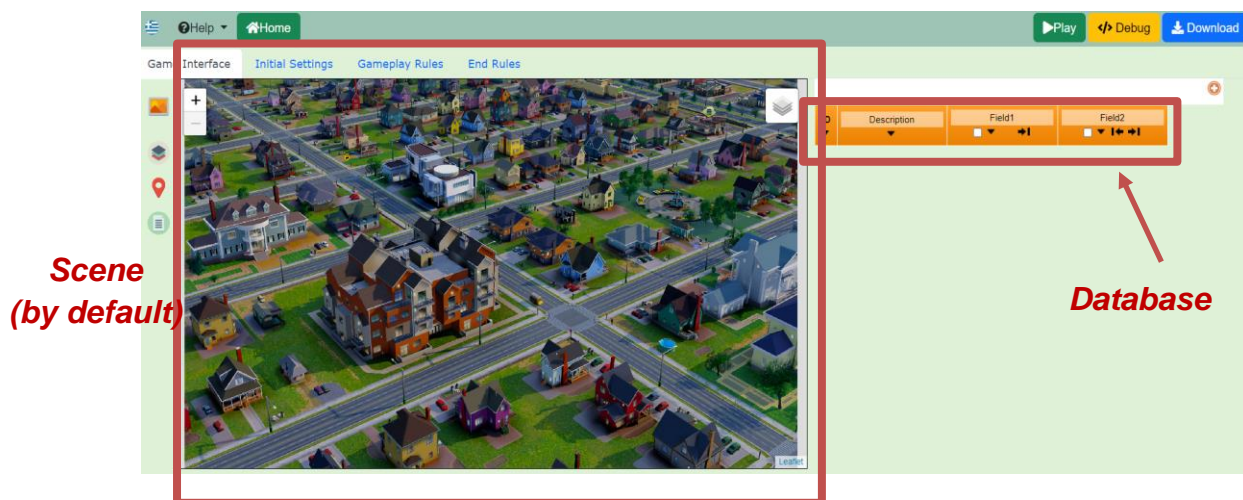 Help Home Play </> Debug Download
Game Interface Initial Settings Gameplay Rules End Rules
+
−
Description Field1 Field2
Scene
(by default)
Database
Leaflet